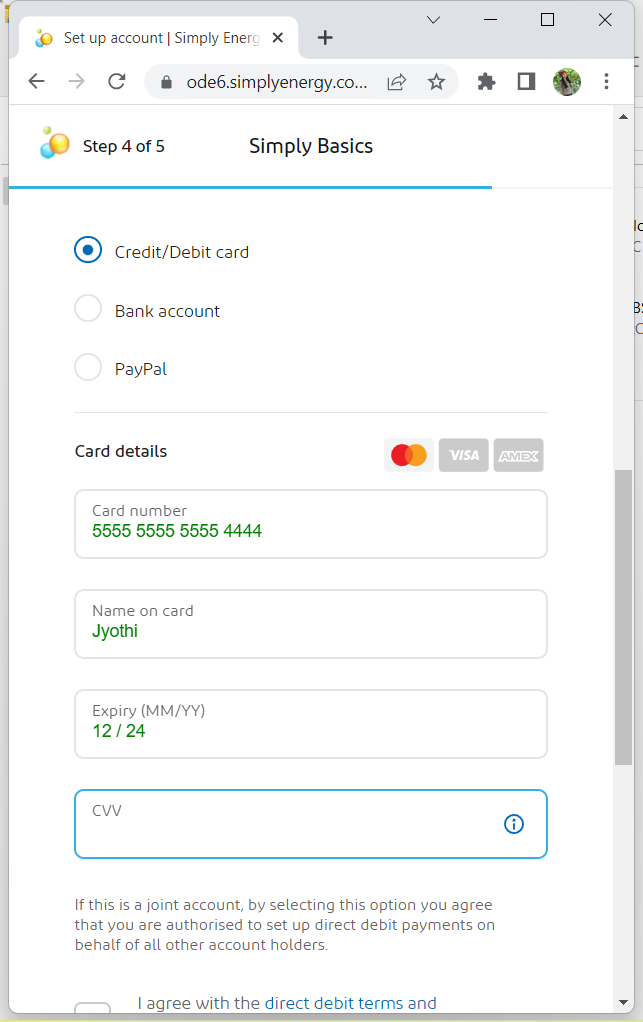 Set up account | Simply Energ
ode6.simplyenergy.co...
Step 4 of 5
Simply Basics
Credit/Debit card
Bank account
PayPal
Card details
VISA
AMEX
Card number
5555 5555 5555 4444
Name on card
Jyothi
Expiry (MM/YY)
12 / 24
CVV
If this is a joint account, by selecting this option you agree
that you are authorised to set up direct debit payments on
behalf of all other account holders.
I agree with the direct debit terms and